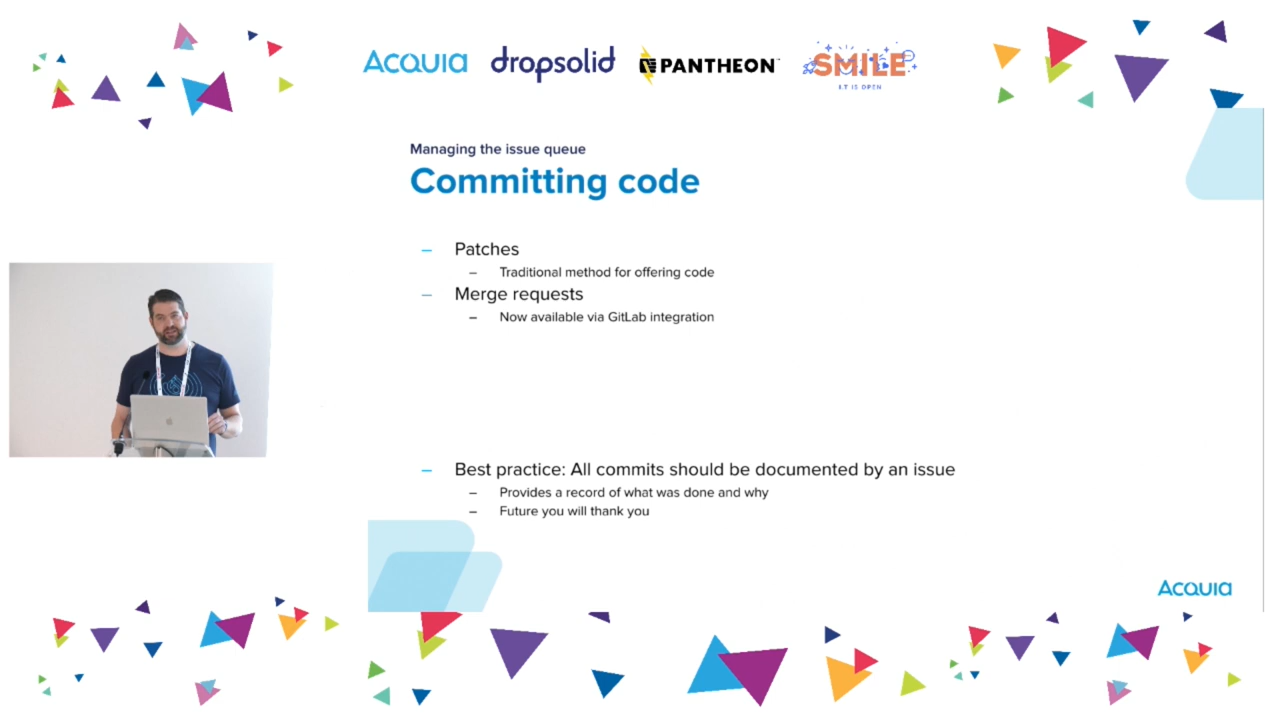 Acquia
dropsolid
PANTHEON
SMILE
I.T IS OPEN
Managing the issue queue
Committing code
– Patches
– Traditional method for offering code
– Merge requests
– Now available via GitLab integration
– Best practice: All commits should be documented by an issue
– Provides a record of what was done and why
– Future you will thank you
Acquia